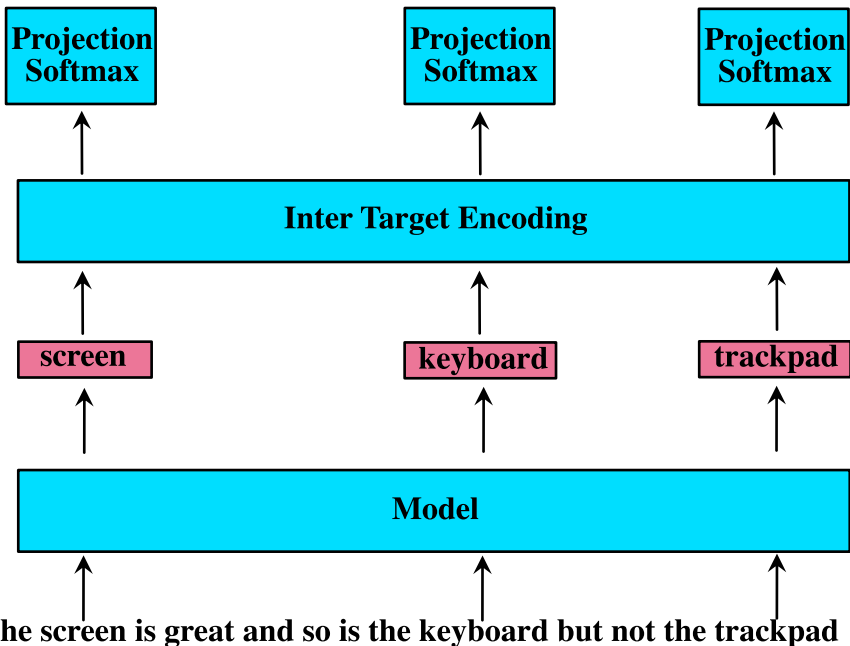 Projection
Softmax
Projection
Softmax
Projection
Softmax
Inter Target Encoding
screen
keyboard
trackpad
Model
he screen is great and so is the keyboard but not the trackpad